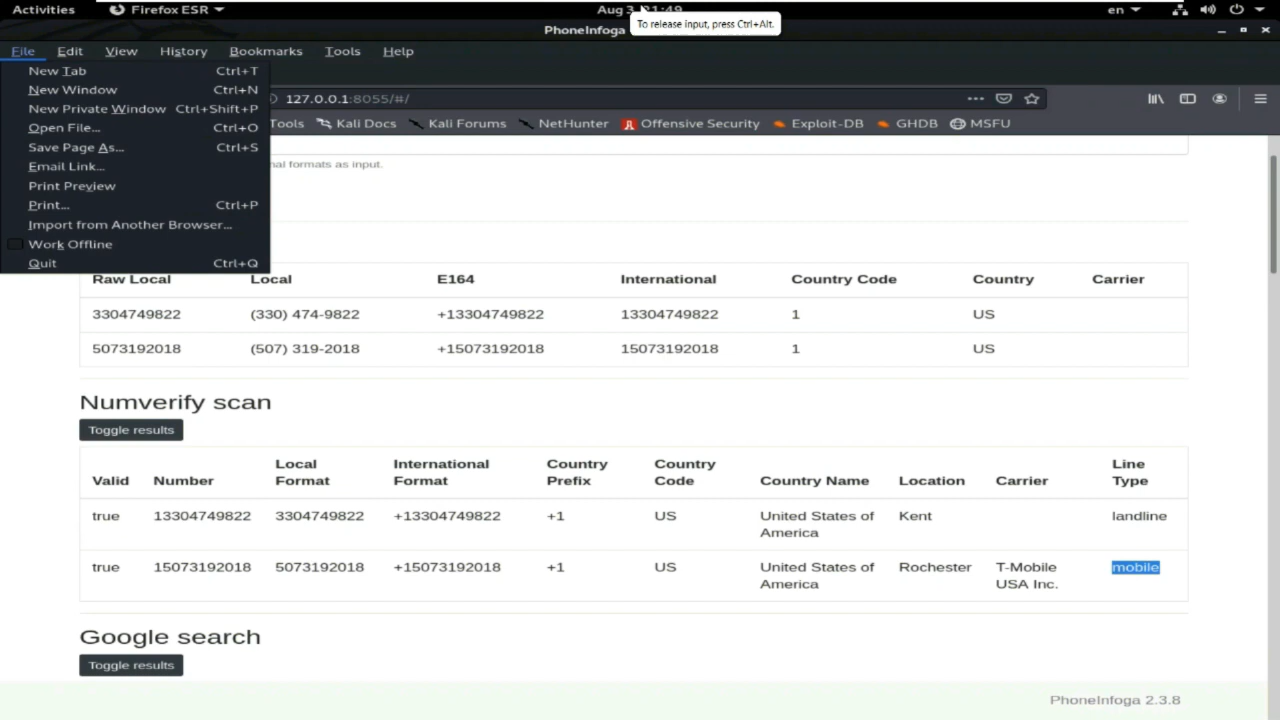 Activities Firefox ESR Aug 3 21:49 en
To release input, press Ctrl+Alt.
PhoneInfoga
File Edit View History Bookmarks Tools Help
New Tab Ctrl+T
New Window Ctrl+N
New Private Window Ctrl+Shift+P
Open File... Ctrl+O
Save Page As... Ctrl+S
Email Link...
Print Preview
Print... Ctrl+P
Import from Another Browser...
Work Offline
Quit Ctrl+Q
127.0.0.1:8055/#/
Tools Kali Docs Kali Forums NetHunter Offensive Security Exploit-DB GHDB MSFU
nal formats as input.
Raw Local Local E164 International Country Code Country Carrier
3304749822 (330) 474-9822 +13304749822 13304749822 1 US
5073192018 (507) 319-2018 +15073192018 15073192018 1 US
Numverify scan
Toggle results
Valid Number Local Format International Format Country Prefix Country Code Country Name Location Carrier Line Type
true 13304749822 3304749822 +13304749822 +1 US United States of America Kent landline
true 15073192018 5073192018 +15073192018 +1 US United States of America Rochester T-Mobile USA Inc. mobile
Google search
Toggle results
PhoneInfoga 2.3.8